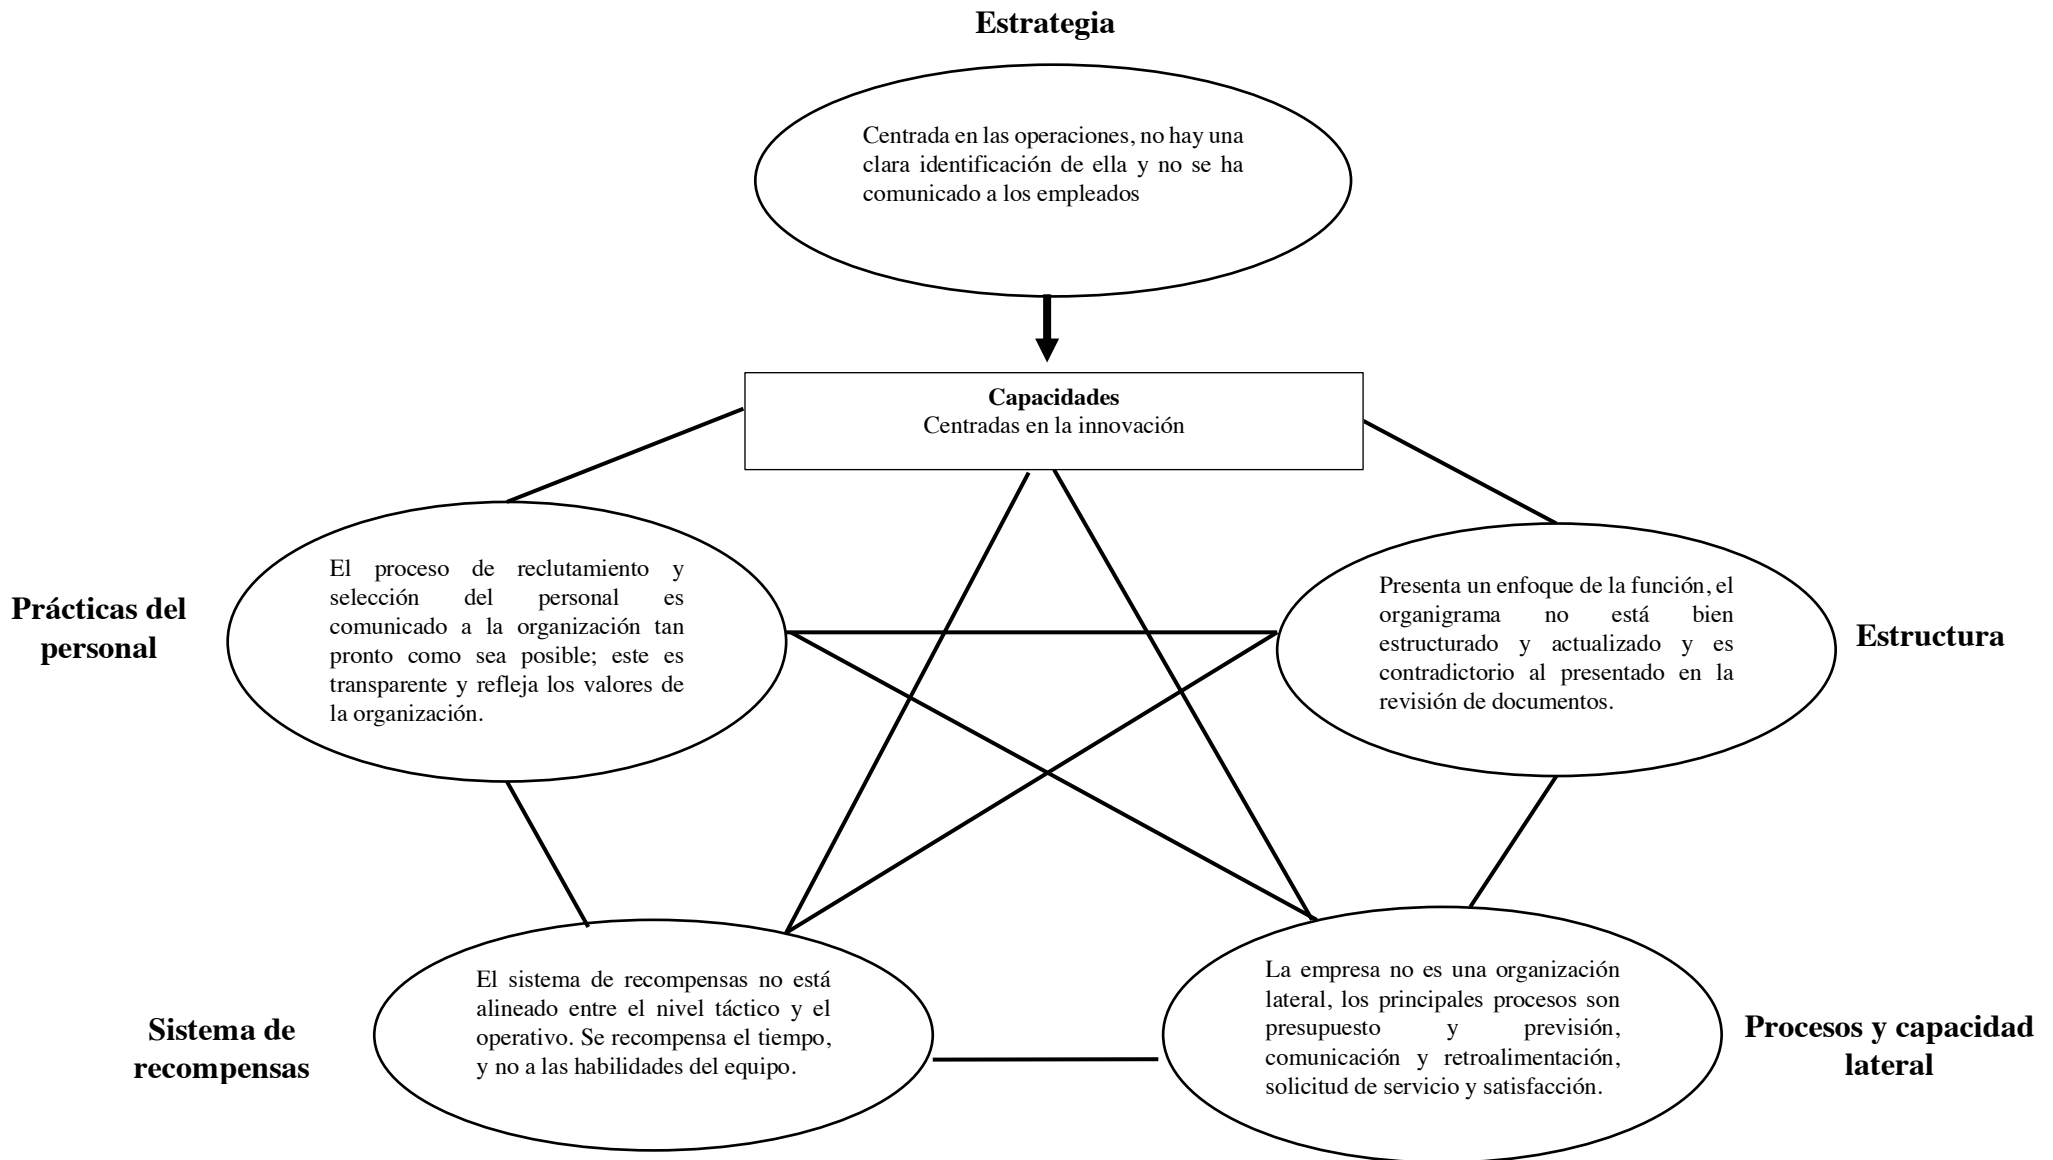 Estrategia
Centrada en las operaciones, no hay una
clara identificación de ella y no se ha
comunicado a los empleados
Capacidades
Centradas en la innovación
Prácticas del
personal
El proceso de reclutamiento y
selección del personal es
comunicado a la organización tan
pronto como sea posible; este es
transparente y refleja los valores de
la organización.
Presenta un enfoque de la función, el
organigrama no está bien
estructurado y actualizado y es
contradictorio al presentado en la
revisión de documentos.
Estructura
Sistema de
recompensas
El sistema de recompensas no está
alineado entre el nivel táctico y el
operativo. Se recompensa el tiempo,
y no a las habilidades del equipo.
La empresa no es una organización
lateral, los principales procesos son
presupuesto y previsión,
comunicación y retroalimentación,
solicitud de servicio y satisfacción.
Procesos y capacidad
lateral